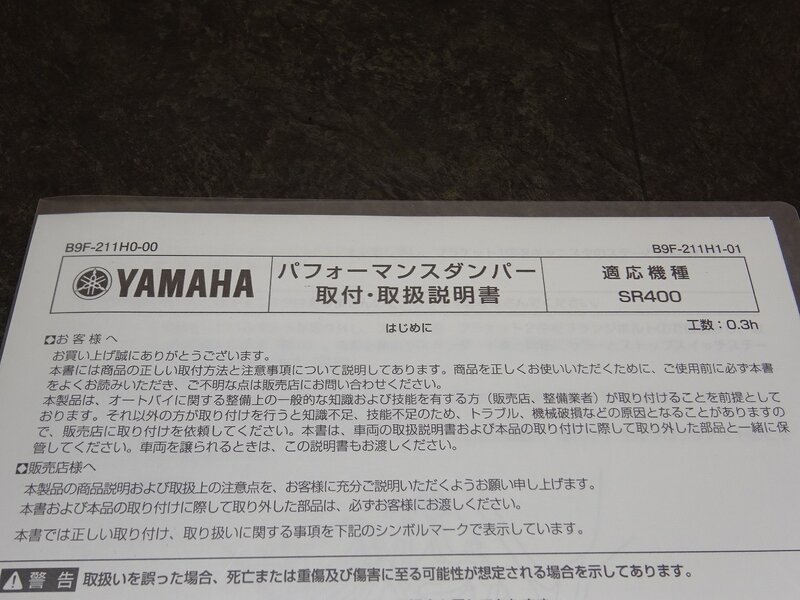 B9F-211H0-00
B9F-211H1-01
YAMAHA
パフォーマンスダンパー
取付・取扱説明書
適応機種
SR400
はじめに
工数：0.3h
お客様へ
お買い上げ誠にありがとうございます。
本書には商品の正しい取付方法と注意事項について説明してあります。商品を正しくお使いいただくために、ご使用前に必ず本書
をよくお読みいただき、ご不明な点は販売店にお問い合わせください。
本製品は、オートバイに関する整備上の一般的な知識および技能を有する方（販売店、整備業者）が取り付けることを前提として
おります。それ以外の方が取り付けを行うと知識不足、技能不足のため、トラブル、機械破損などの原因となることがありますの
で、販売店に取り付けを依頼してください。本書は、車両の取扱説明書および本品の取り付けに際して取り外した部品と一緒に保
管してください。車両を譲られるときは、この説明書もお渡しください。
販売店様へ
本製品の商品説明および取扱上の注意点を、お客様に充分ご説明いただくようお願い申し上げます。
本書および本品の取り付けに際して取り外した部品は、必ずお客様にお渡しください。
本書では正しい取り付け、取り扱いに関する事項を下記のシンボルマークで表示しています。
警告 取扱いを誤った場合、死亡または重傷及び傷害に至る可能性が想定される場合を示してあります。